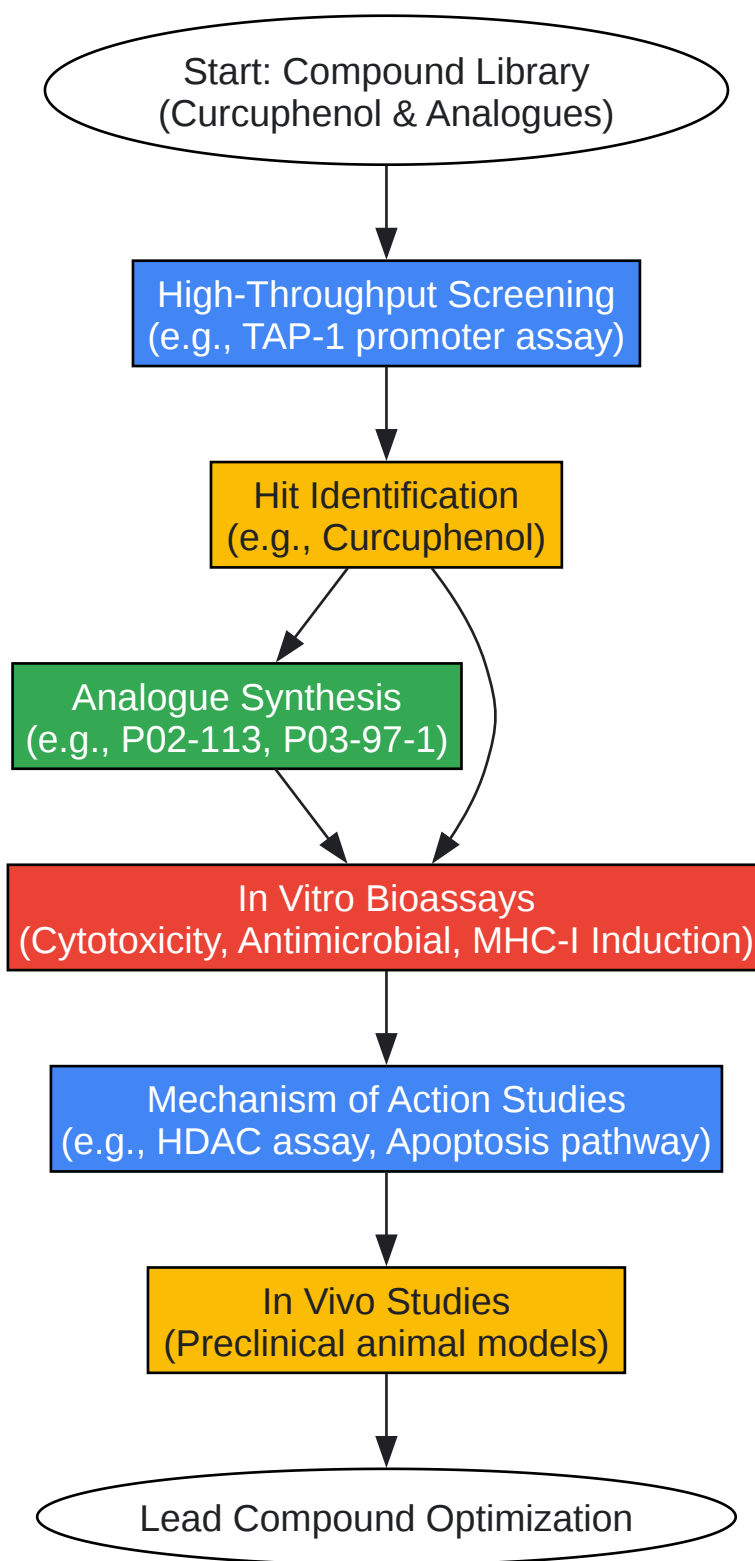 Start: Compound Library
(Curcuphenol & Analogues)
High-Throughput Screening
(e.g., TAP-1 promoter assay)
Hit Identification
(e.g., Curcuphenol)
Analogue Synthesis
(e.g., P02-113, P03-97-1)
In Vitro Bioassays
(Cytotoxicity, Antimicrobial, MHC-I Induction)
Mechanism of Action Studies
(e.g., HDAC assay, Apoptosis pathway)
In Vivo Studies
(Preclinical animal models)
Lead Compound Optimization